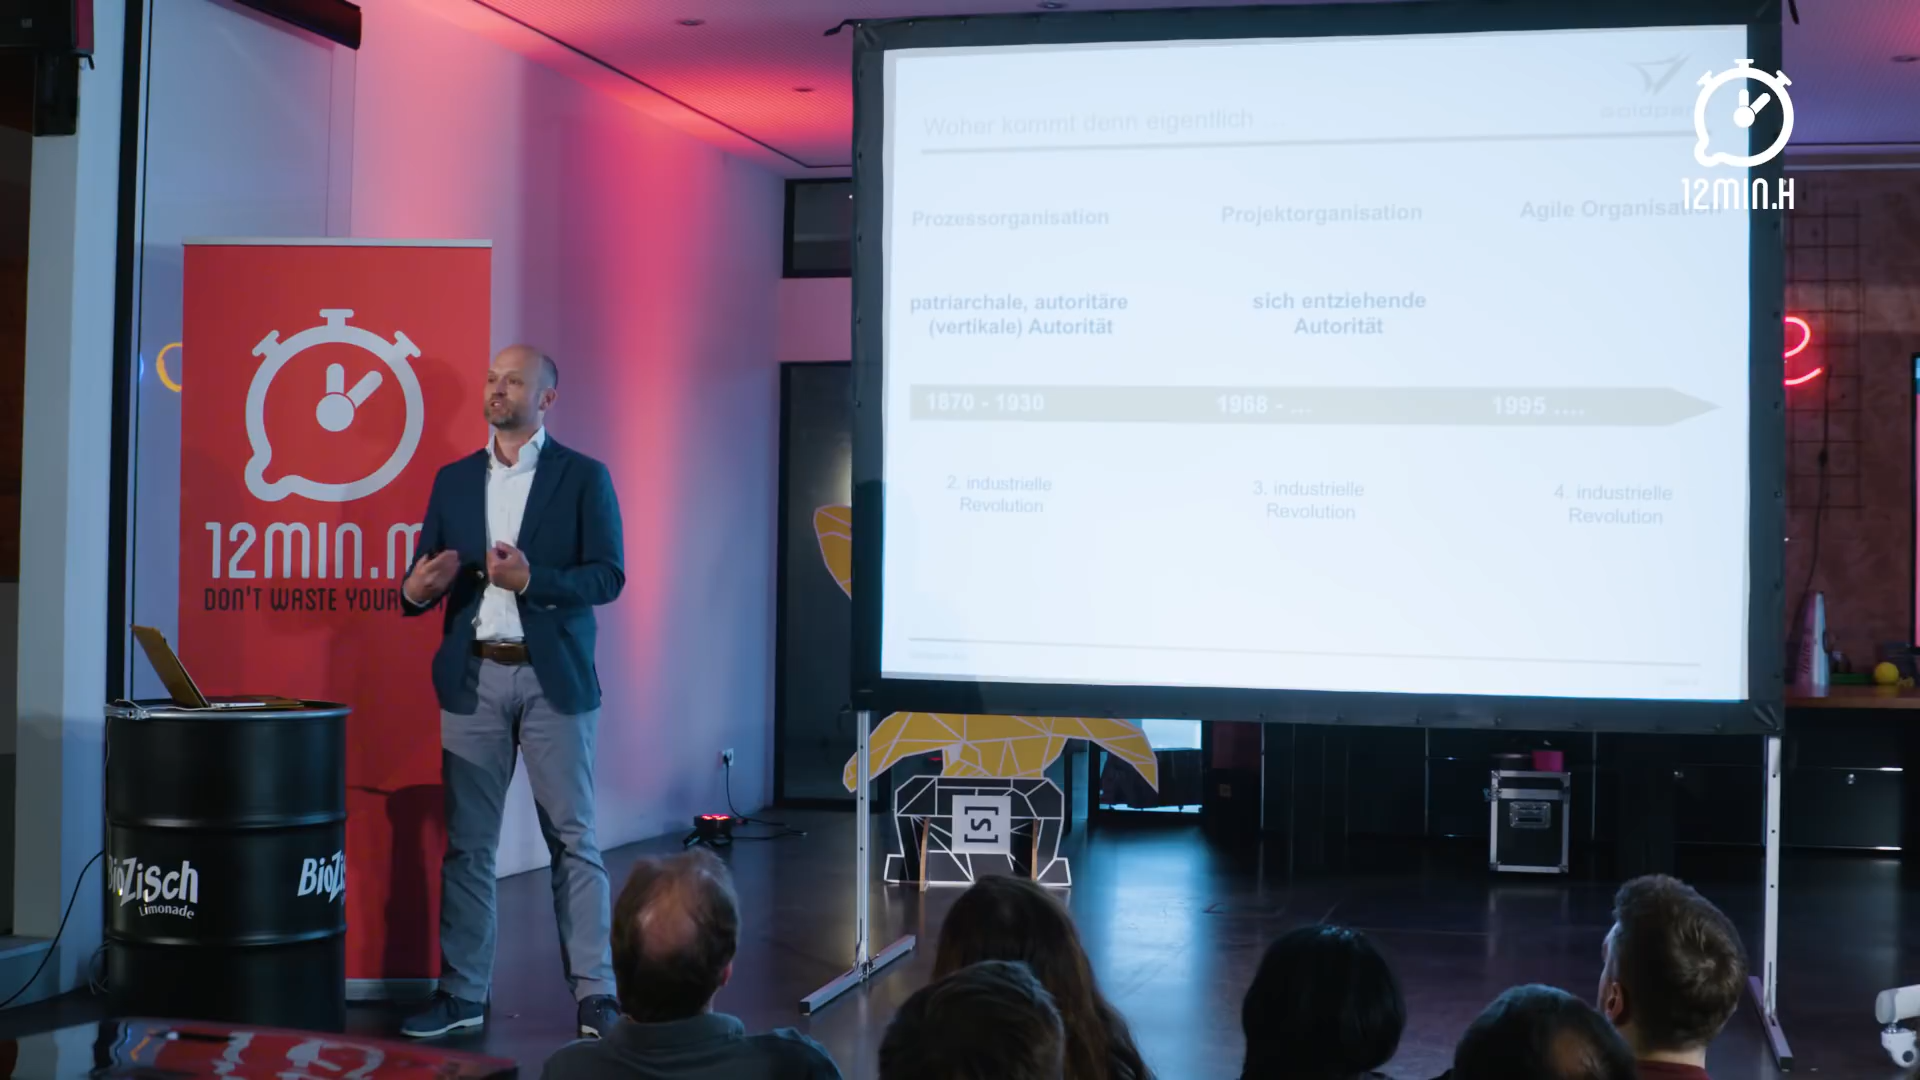 Woher kommt denn eigentlich ...
12MIN.H
Prozessorganisation
Projektorganisation
Agile Organisation
patriarchale, autoritäre
(vertikale) Autorität
sich entziehende
Autorität
1870 - 1930
1968 - ...
1995 ....
2. industrielle
Revolution
3. industrielle
Revolution
4. industrielle
Revolution
12MIN.M
DON'T WASTE YOUR
BioZisch
Limonade
BioZi
[S]